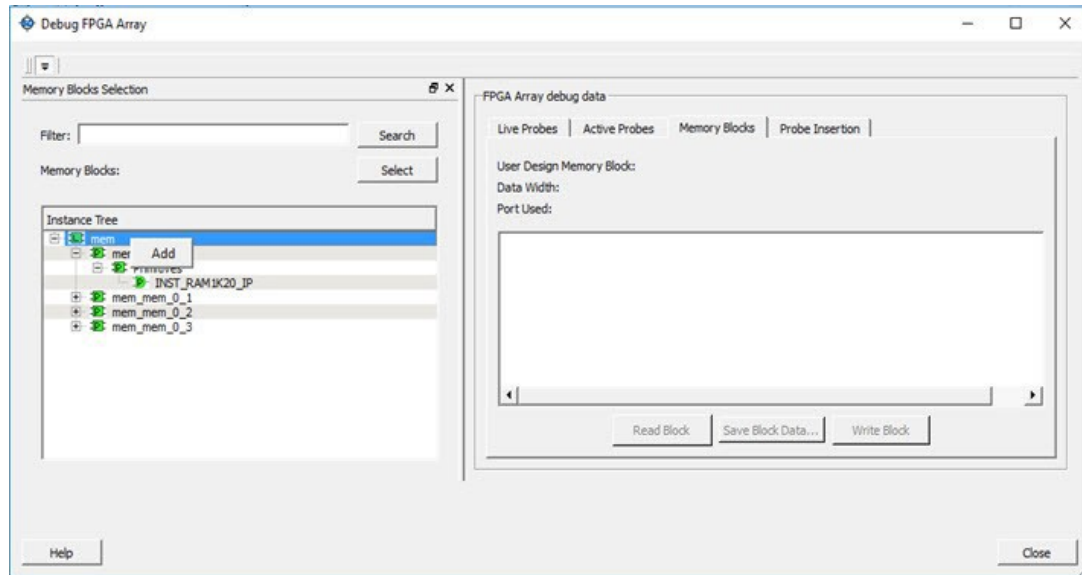 Debug FPGA Array
Memory Blocks Selection
Filter:
Search
Memory Blocks:
Select
Instance Tree
mem
Add
Primitives
INST_RAM1K20_IP
mem_mem_0_1
mem_mem_0_2
mem_mem_0_3
FPGA Array debug data
Live Probes Active Probes Memory Blocks Probe Insertion
User Design Memory Block:
Data Width:
Port Used:
Read Block Save Block Data... Write Block
Help
Close